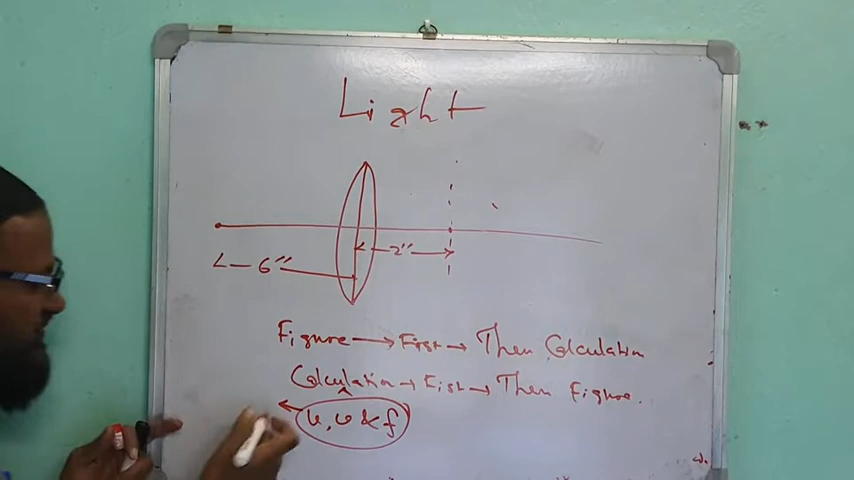 Light
2"
6"
Figure → First → Then Calculation
Calculation → First → Then Figure.
u, v & f